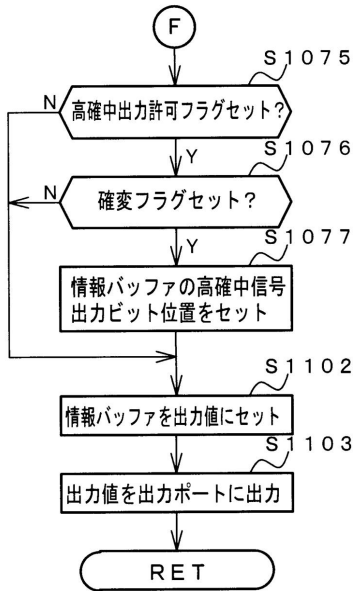 F
S1075
高確中出力許可フラグセット?
N
Y
S1076
確変フラグセット?
N
Y
S1077
情報バッファの高確中信号
出力ビット位置をセット
S1102
情報バッファを出力値にセット
S1103
出力値を出力ポートに出力
RET